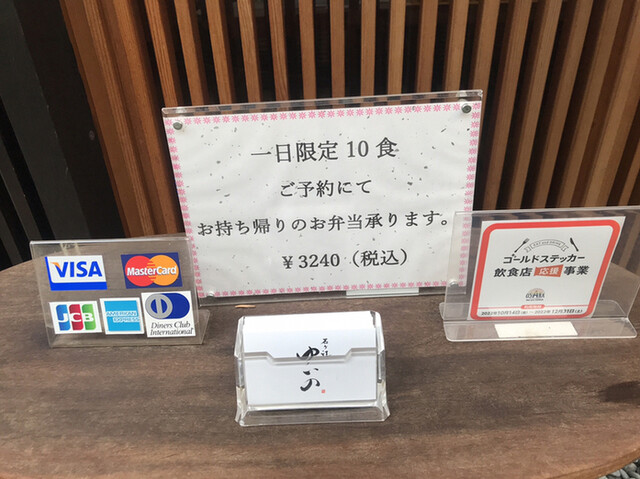 一日限定10食
ご予約にて
お持ち帰りのお弁当承ります。
￥3240（税込）
VISA
MasterCard
JCB
AMERICAN EXPRESS
Diners Club
International
ゴールドステッカー
飲食店応援事業